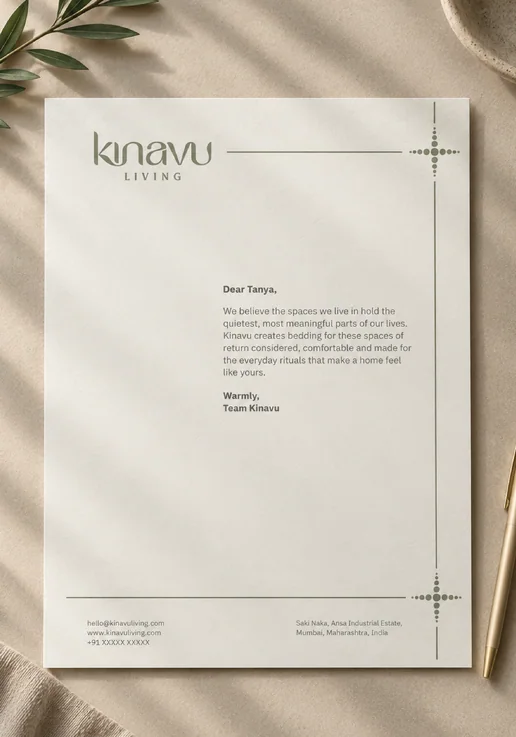 kinavu
LIVING
Dear Tanya,
We believe the spaces we live in hold the
quietest, most meaningful parts of our lives.
Kinavu creates bedding for these spaces of
return considered, comfortable and made for
the everyday rituals that make a home feel
like yours.
Warmly,
Team Kinavu
hello@kinavuliving.com
www.kinavuliving.com
+91 XXXXX XXXXX
Saki Naka, Ansa Industrial Estate,
Mumbai, Maharashtra, India